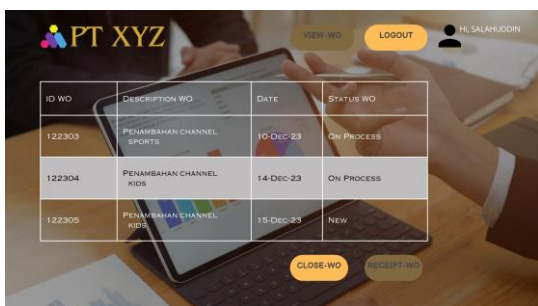 PT XYZ
VIEW-WO
LOGOUT
HI, SALAHUDDIN
ID WO DESCRIPTION WO DATE STATUS WO
122303 PENAMBAHAN CHANNEL SPORTS 10-DEC-23 ON PROCESS
122304 PENAMBAHAN CHANNEL KIDS 14-DEC-23 ON PROCESS
122305 PENAMBAHAN CHANNEL KIDS 15-DEC-23 NEW
CLOSE-WO
RECEIPT-WO